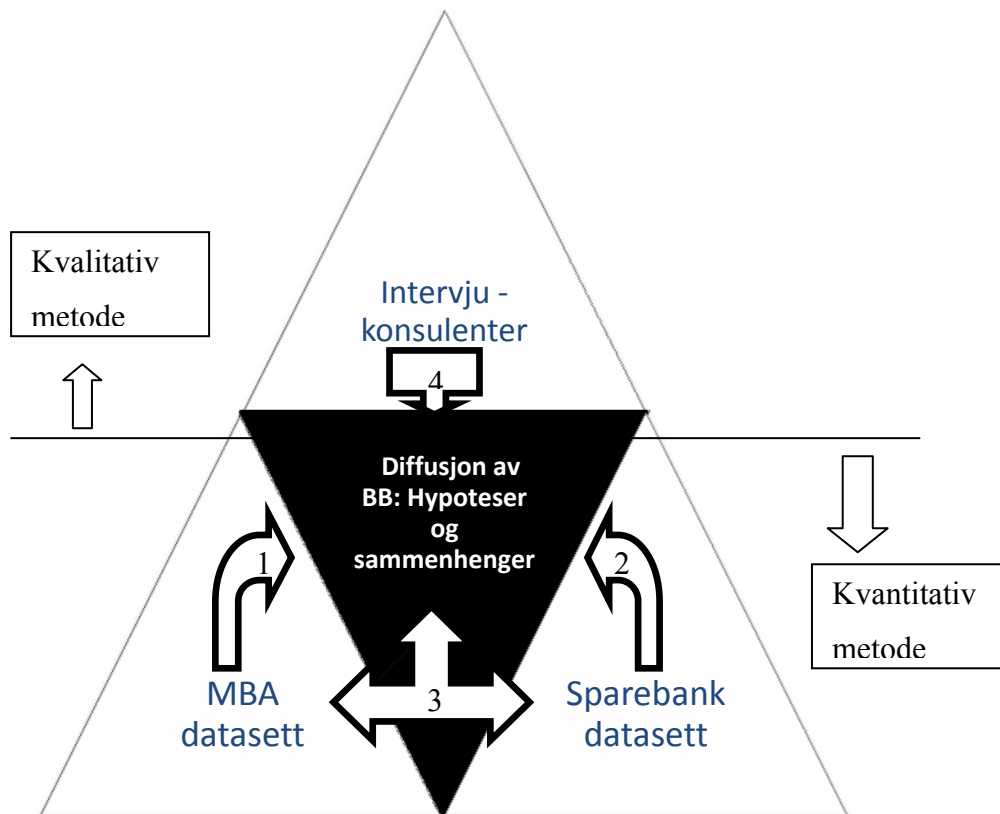 Kvalitativ
metode
Intervju -
konsulenter
4
Diffusjon av
BB: Hypoteser
og
sammenhenger
1
2
Kvantitativ
metode
MBA
datasett
3
Sparebank
datasett